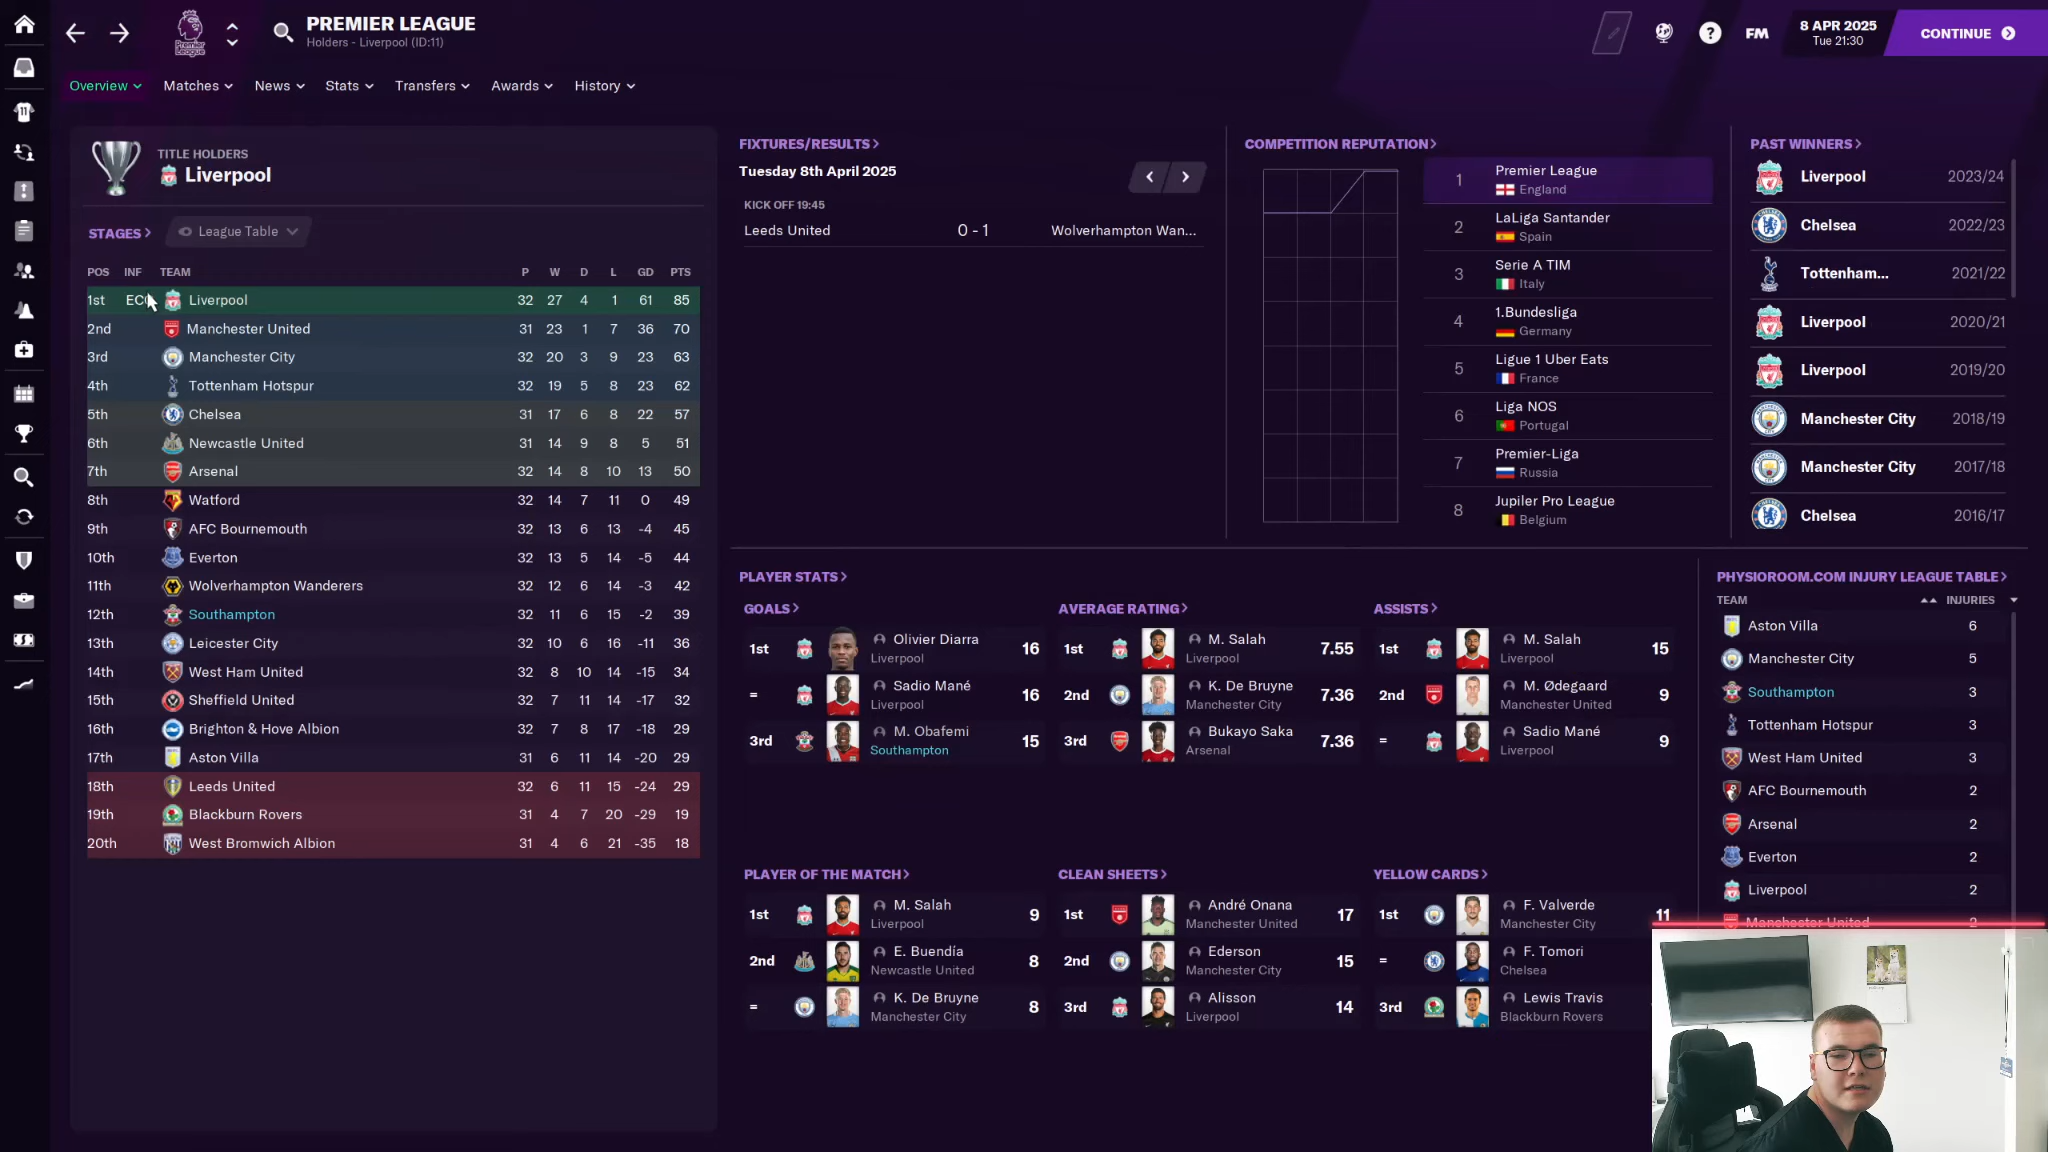 PREMIER LEAGUE
Holders - Liverpool (ID:11)
FM
8 APR 2025
Tue 21:30
CONTINUE
Overview
Matches
News
Stats
Transfers
Awards
History
TITLE HOLDERS
Liverpool
STAGES
League Table
POS INF TEAM P W D L GD PTS
1st Liverpool 32 27 4 1 61 85
2nd Manchester United 31 23 1 7 36 70
3rd Manchester City 32 20 3 9 23 63
4th Tottenham Hotspur 32 19 5 8 23 62
5th Chelsea 31 17 6 8 22 57
6th Newcastle United 31 14 9 8 5 51
7th Arsenal 32 14 8 10 13 50
8th Watford 32 14 7 11 0 49
9th AFC Bournemouth 32 13 6 13 -4 45
10th Everton 32 13 5 14 -5 44
11th Wolverhampton Wanderers 32 12 6 14 -3 42
12th Southampton 32 11 6 15 -2 39
13th Leicester City 32 10 6 16 -11 36
14th West Ham United 32 8 10 14 -15 34
15th Sheffield United 32 7 11 14 -17 32
16th Brighton & Hove Albion 32 7 8 17 -18 29
17th Aston Villa 31 6 11 14 -20 29
18th Leeds United 32 6 11 15 -24 29
19th Blackburn Rovers 31 4 7 20 -29 19
20th West Bromwich Albion 31 4 6 21 -35 18
FIXTURES/RESULTS
Tuesday 8th April 2025
KICK OFF 19:45
Leeds United 0 - 1 Wolverhampton Wan...
COMPETITION REPUTATION
1 Premier League
England
2 LaLiga Santander
Spain
3 Serie A TIM
Italy
4 1.Bundesliga
Germany
5 Ligue 1 Uber Eats
France
6 Liga NOS
Portugal
7 Premier-Liga
Russia
8 Jupiler Pro League
Belgium
PAST WINNERS
Liverpool 2023/24
Chelsea 2022/23
Tottenham... 2021/22
Liverpool 2020/21
Liverpool 2019/20
Manchester City 2018/19
Manchester City 2017/18
Chelsea 2016/17
PLAYER STATS
GOALS
1st Olivier Diarra 16
Liverpool
= Sadio Mané 16
Liverpool
3rd M. Obafemi 15
Southampton
AVERAGE RATING
1st M. Salah 7.55
Liverpool
2nd K. De Bruyne 7.36
Manchester City
3rd Bukayo Saka 7.36
Arsenal
ASSISTS
1st M. Salah 15
Liverpool
2nd M. Ødegaard 9
Manchester United
= Sadio Mané 9
Liverpool
PLAYER OF THE MATCH
1st M. Salah 9
Liverpool
2nd E. Buendía 8
Newcastle United
= K. De Bruyne 8
Manchester City
CLEAN SHEETS
1st André Onana 17
Manchester United
2nd Ederson 15
Manchester City
3rd Alisson 14
Liverpool
YELLOW CARDS
1st F. Valverde 11
Manchester City
= F. Tomori
Chelsea
3rd Lewis Travis
Blackburn Rovers
PHYSIOROOM.COM INJURY LEAGUE TABLE
TEAM INJURIES
Aston Villa 6
Manchester City 5
Southampton 3
Tottenham Hotspur 3
West Ham United 3
AFC Bournemouth 2
Arsenal 2
Everton 2
Liverpool 2
Manchester United 2